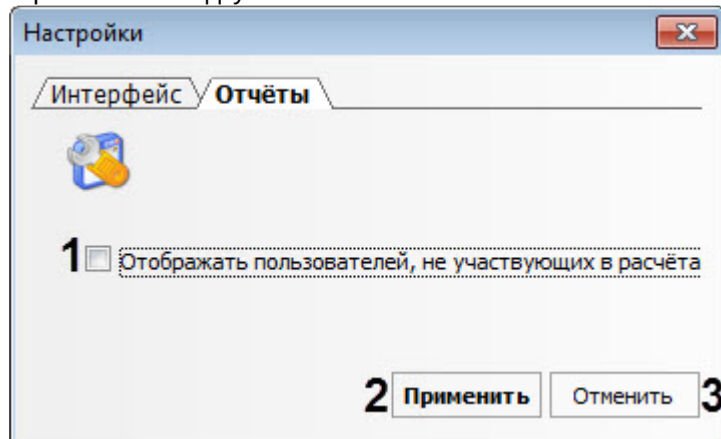 Настройки
Интерфейс Отчёты
1 Отображать пользователей, не участвующих в расчёта
2 Применить Отменить 3